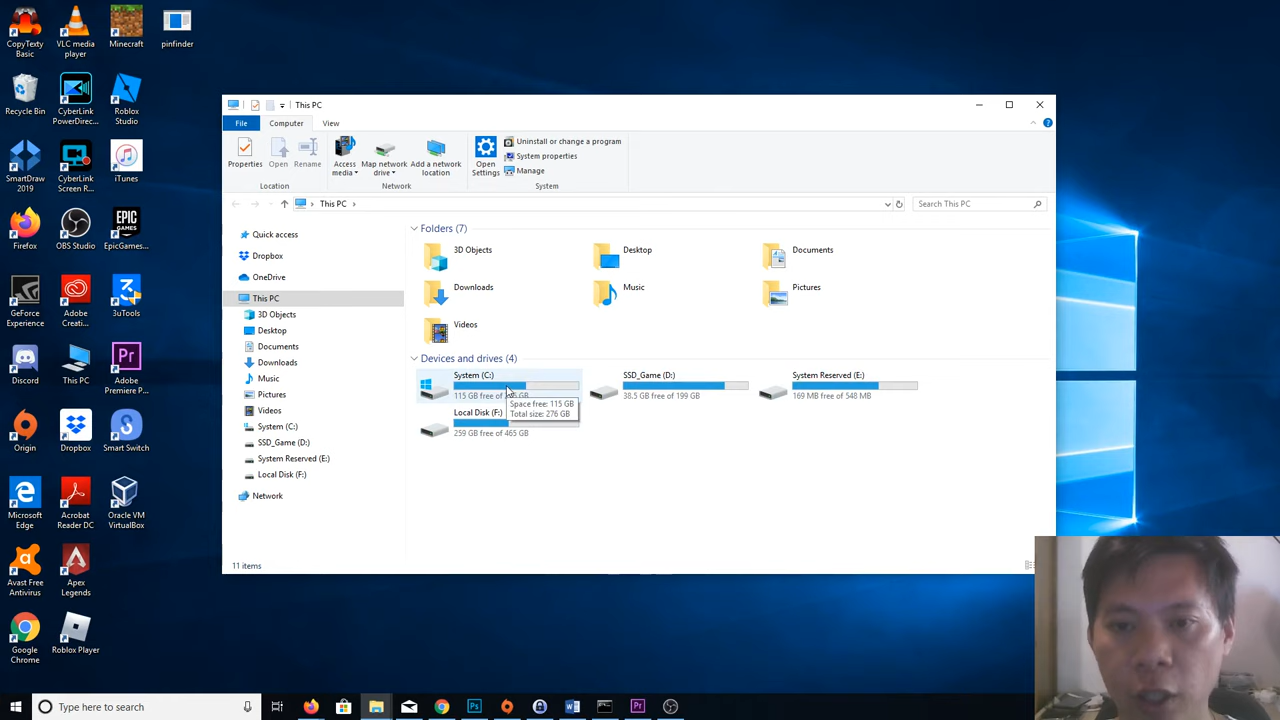 CopyTexty Basic
VLC media player
Minecraft
pinfinder
Recycle Bin
CyberLink PowerDirec...
Roblox Studio
SmartDraw 2019
CyberLink Screen R...
iTunes
Firefox
OBS Studio
EpicGames...
GeForce Experience
Adobe Creati...
3uTools
Discord
This PC
Adobe Premiere P...
Origin
Dropbox
Smart Switch
Microsoft Edge
Acrobat Reader DC
Oracle VM VirtualBox
Avast Free Antivirus
Apex Legends
Google Chrome
Roblox Player
This PC
File
Computer
View
Properties
Open
Rename
Access media
Map network drive
Add a network location
Open Settings
Uninstall or change a program
System properties
Manage
Location
Network
System
This PC
Search This PC
Quick access
Dropbox
OneDrive
This PC
3D Objects
Desktop
Documents
Downloads
Music
Pictures
Videos
System (C:)
SSD_Game (D:)
System Reserved (E:)
Local Disk (F:)
Network
Folders (7)
3D Objects
Desktop
Documents
Downloads
Music
Pictures
Videos
Devices and drives (4)
System (C:)
115 GB free of
SSD_Game (D:)
38.5 GB free of 199 GB
System Reserved (E:)
169 MB free of 548 MB
Space free: 115 GB
Total size: 276 GB
Local Disk (F:)
259 GB free of 465 GB
11 items
Type here to search